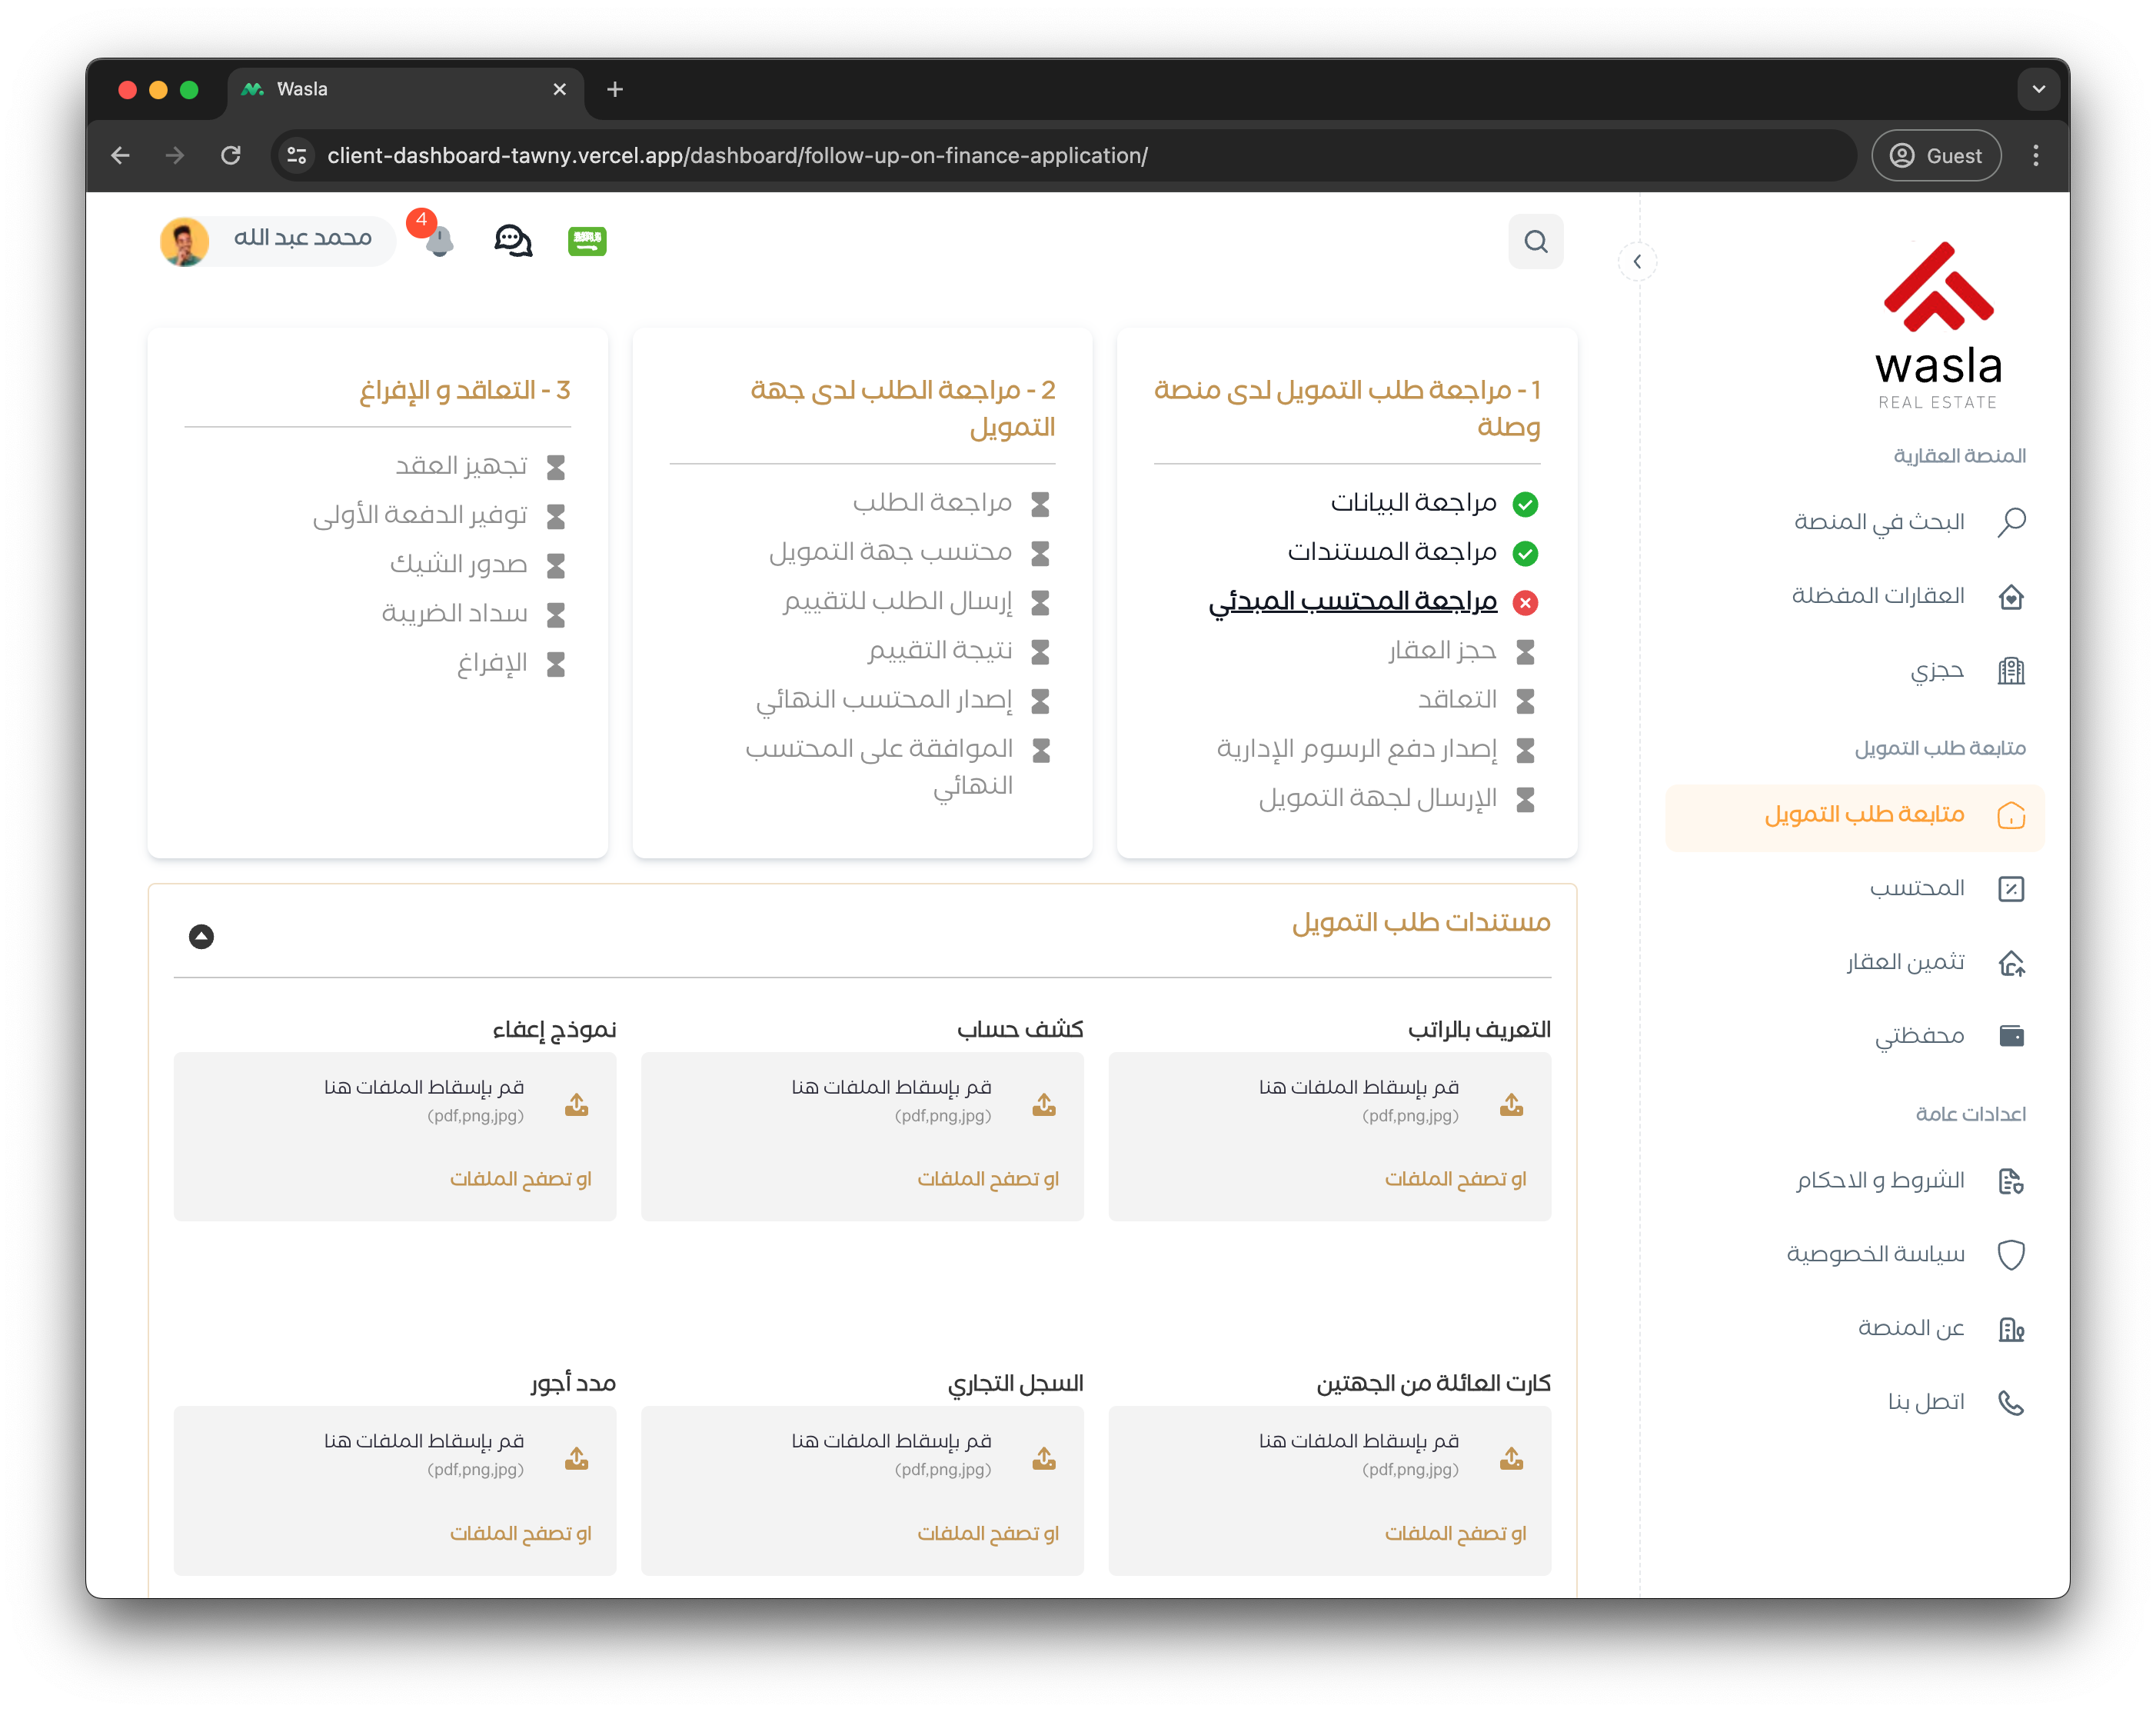 Wasla
client-dashboard-tawny.vercel.app/dashboard/follow-up-on-finance-application/
Guest
wasla
REAL ESTATE
المنصة العقارية
البحث في المنصة
العقارات المفضلة
حجزي
متابعة طلب التمويل
متابعة طلب التمويل
المحتسب
تثمين العقار
محفظتي
اعدادات عامة
الشروط و الاحكام
سياسة الخصوصية
عن المنصة
اتصل بنا
4
محمد عبد الله
1 - مراجعة طلب التمويل لدى منصة
وصلة
مراجعة البيانات
مراجعة المستندات
مراجعة المحتسب المبدئي
حجز العقار
التعاقد
إصدار دفع الرسوم الإدارية
الإرسال لجهة التمويل
2 - مراجعة الطلب لدى جهة
التمويل
مراجعة الطلب
محتسب جهة التمويل
إرسال الطلب للتقييم
نتيجة التقييم
إصدار المحتسب النهائي
الموافقة على المحتسب
النهائي
3 - التعاقد و الإفراغ
تجهيز العقد
توفير الدفعة الأولى
صدور الشيك
سداد الضريبة
الإفراغ
مستندات طلب التمويل
التعريف بالراتب
قم بإسقاط الملفات هنا
(pdf,png,jpg)
او تصفح الملفات
كشف حساب
قم بإسقاط الملفات هنا
(pdf,png,jpg)
او تصفح الملفات
نموذج إعفاء
قم بإسقاط الملفات هنا
(pdf,png,jpg)
او تصفح الملفات
كارت العائلة من الجهتين
قم بإسقاط الملفات هنا
(pdf,png,jpg)
او تصفح الملفات
السجل التجاري
قم بإسقاط الملفات هنا
(pdf,png,jpg)
او تصفح الملفات
مدد أجور
قم بإسقاط الملفات هنا
(pdf,png,jpg)
او تصفح الملفات